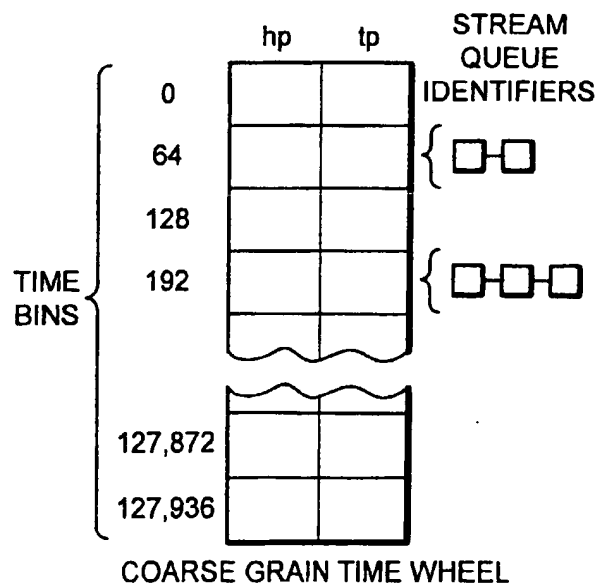 hp tp
STREAM
QUEUE
IDENTIFIERS
0
64
128
192
TIME
BINS
127,872
127,936
COARSE GRAIN TIME WHEEL